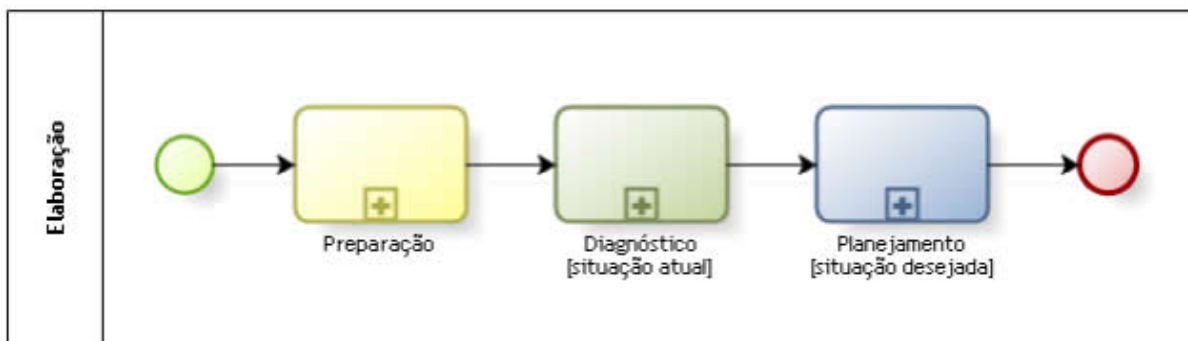 Elaboração
Preparação
Diagnóstico
[situação atual]
Planejamento
[situação desejada]